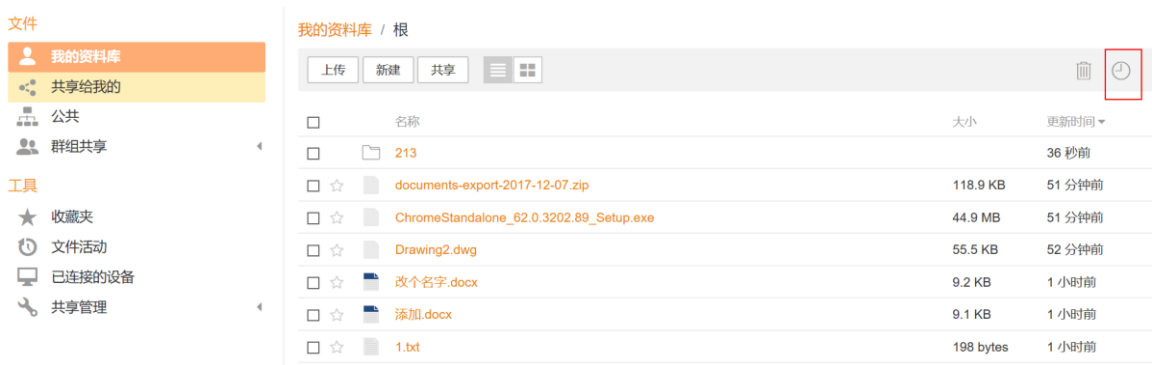 文件
我的资料库
共享给我的
公共
群组共享
工具
收藏夹
文件活动
已连接的设备
共享管理
我的资料库 / 根
上传 新建 共享
名称 大小 更新时间
213 36 秒前
documents-export-2017-12-07.zip 118.9 KB 51 分钟前
ChromeStandalone_62.0.3202.89_Setup.exe 44.9 MB 51 分钟前
Drawing2.dwg 55.5 KB 52 分钟前
改个名字.docx 9.2 KB 1 小时前
添加.docx 9.1 KB 1 小时前
1.txt 198 bytes 1 小时前